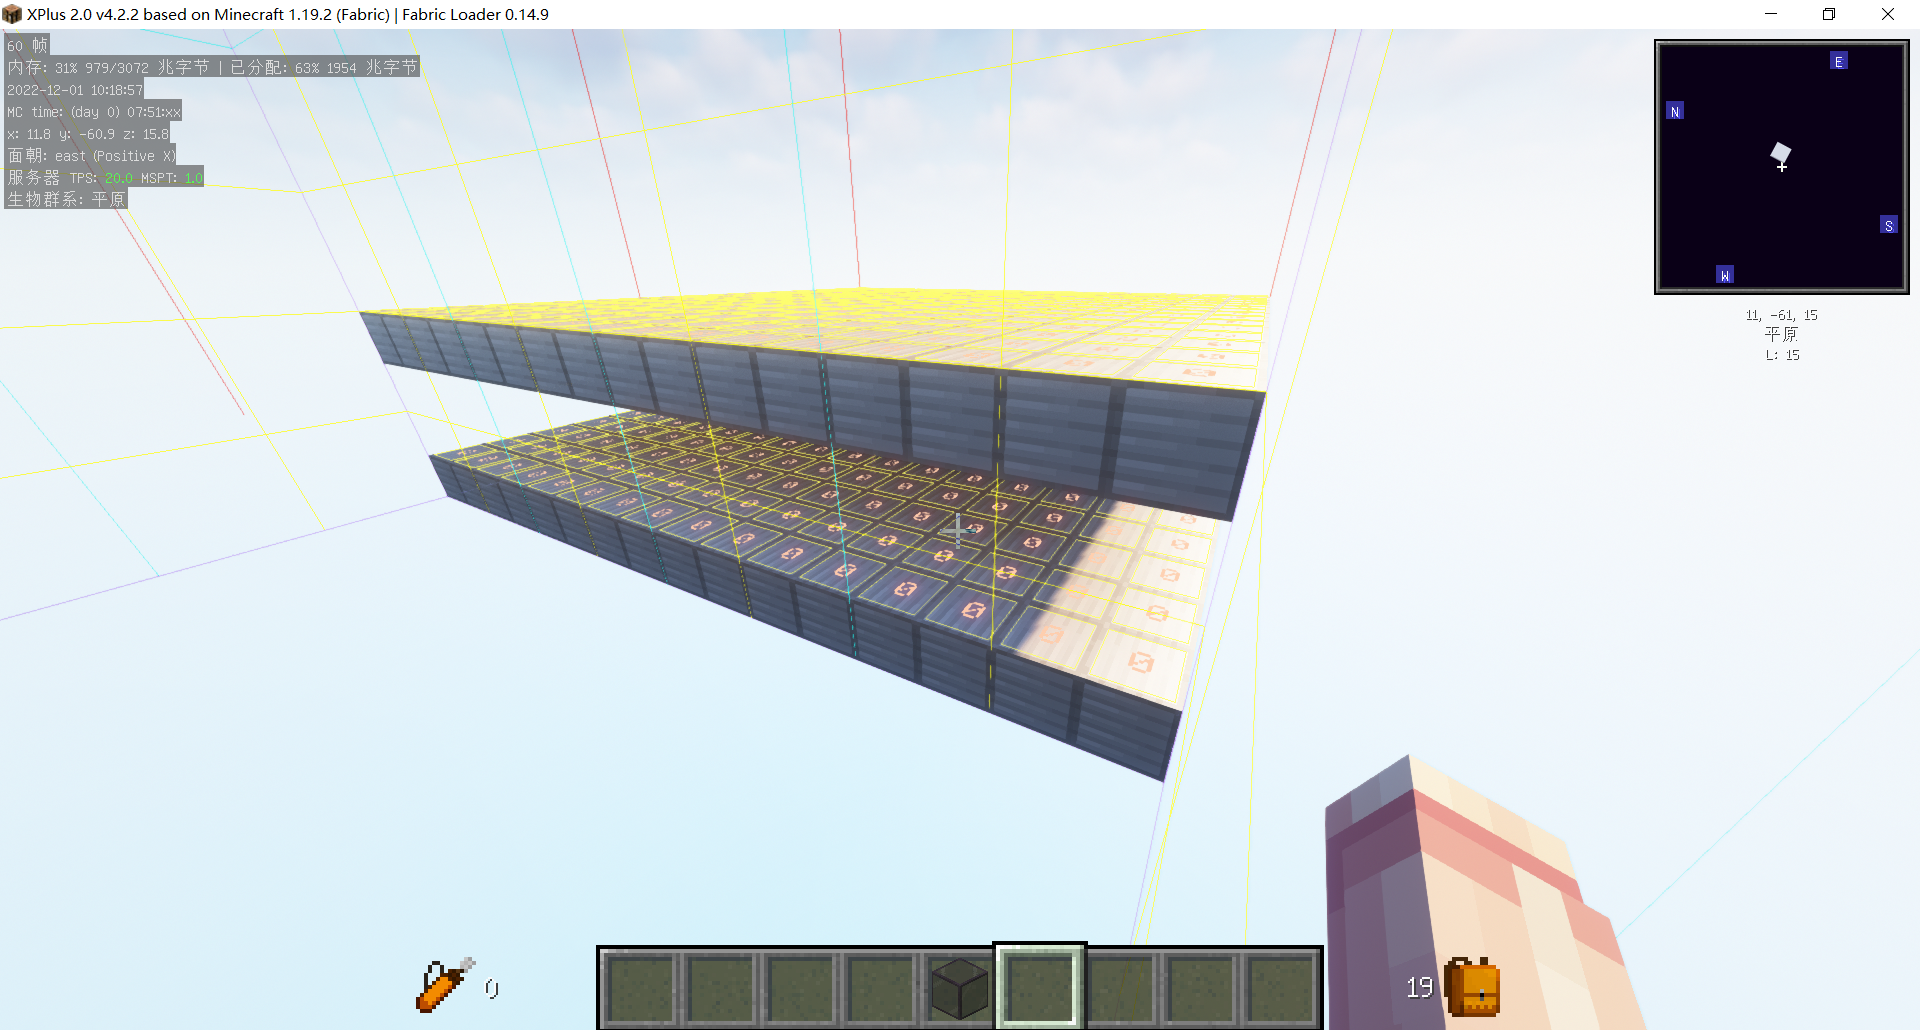 XPlus 2.0 v4.2.2 based on Minecraft 1.19.2 (Fabric) | Fabric Loader 0.14.9
60 帧
内存: 31% 979/3072 兆字节 | 已分配: 63% 1954 兆字节
2022-12-01 10:18:57
MC time: (day 0) 07:51:xx
x: 11.8 y: -60.9 z: 15.8
面朝: east (Positive X)
服务器 TPS: 20.0 MSPT: 1.0
生物群系: 平原
E
N
S
W
11, -61, 15
平原
L: 15
0
19